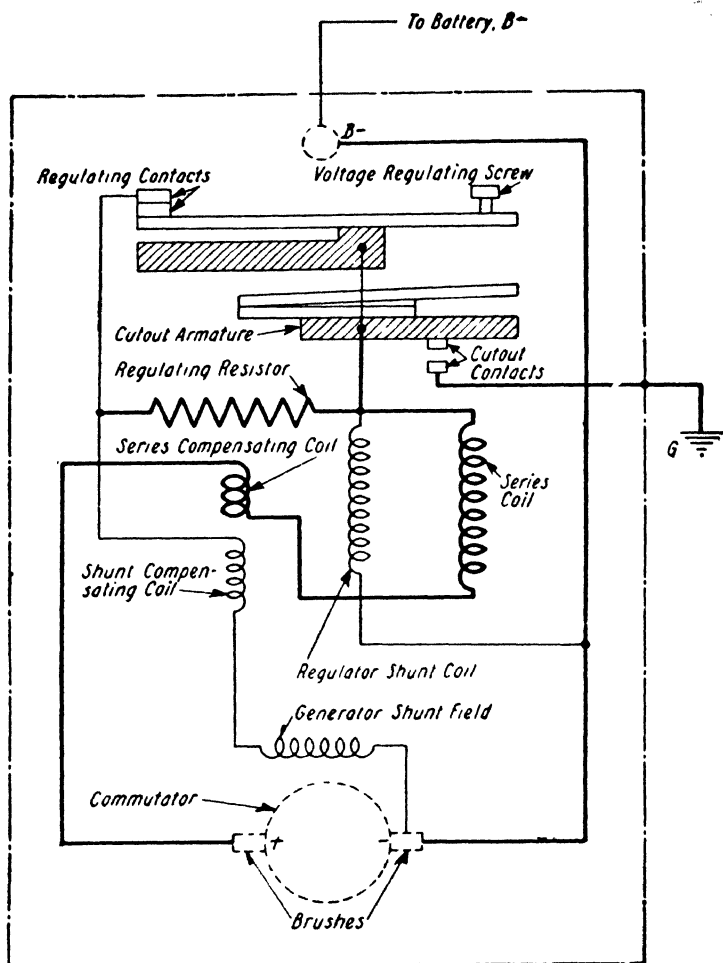 To Battery, B-
B-
Regulating Contacts
Voltage Regulating Screw
Cutout Armature
Cutout
Contacts
Regulating Resistor
Series Compensating Coil
G
Series
Coil
Shunt Compen-
sating Coil
Regulator Shunt Coil
Generator Shunt Field
Commutator
+
-
Brushes